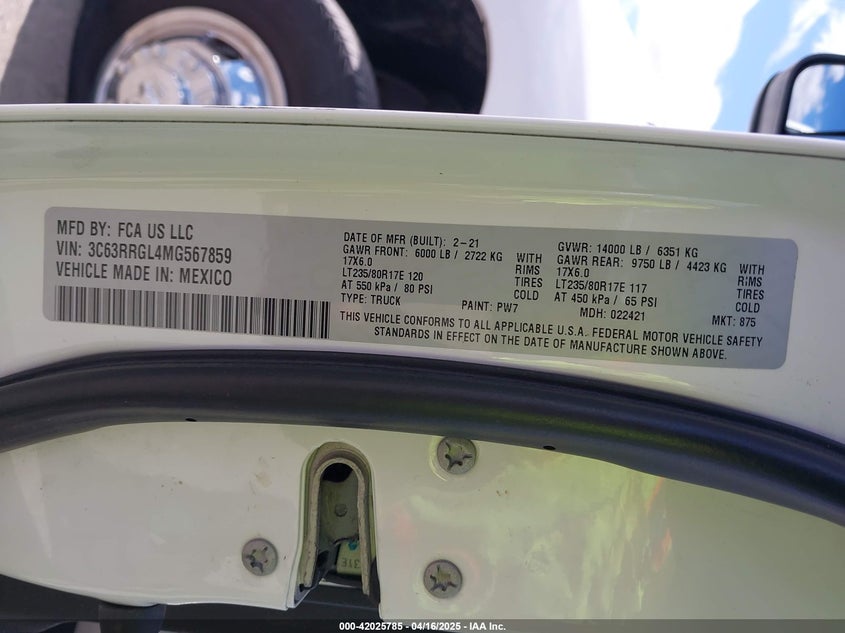 MFD BY: FCA US LLC
VIN: 3C63RRGL4MG567859
VEHICLE MADE IN: MEXICO
DATE OF MFR (BUILT): 2-21
GAWR FRONT: 6000 LB / 2722 KG WITH
17X6.0 RIMS
LT235/80R17E 120 TIRES
AT 550 kPa / 80 PSI COLD
TYPE: TRUCK PAINT: PW7
GVWR: 14000 LB / 6351 KG
GAWR REAR: 9750 LB / 4423 KG WITH
17X6.0 RIMS
LT235/80R17E 117 TIRES
AT 450 kPa / 65 PSI COLD
MDH: 022421 MKT: 875
THIS VEHICLE CONFORMS TO ALL APPLICABLE U.S.A. FEDERAL MOTOR VEHICLE SAFETY
STANDARDS IN EFFECT ON THE DATE OF MANUFACTURE SHOWN ABOVE.
31E
000-42025785 - 04/16/2025 - IAA Inc.